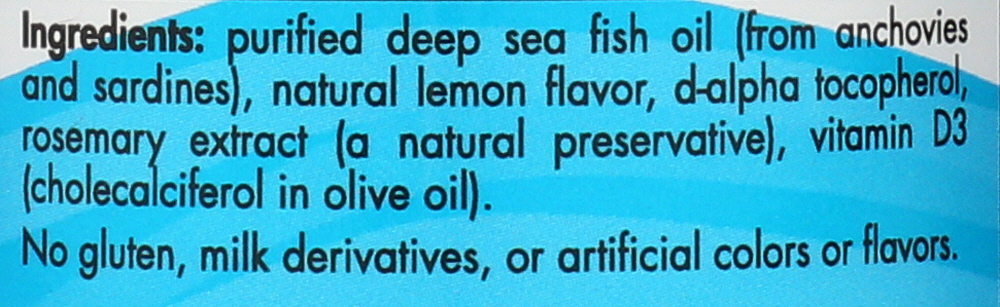 Ingredients: purified deep sea fish oil (from anchovies
and sardines), natural lemon flavor, d-alpha tocopherol,
rosemary extract (a natural preservative), vitamin D3
(cholecalciferol in olive oil).
No gluten, milk derivatives, or artificial colors or flavors.